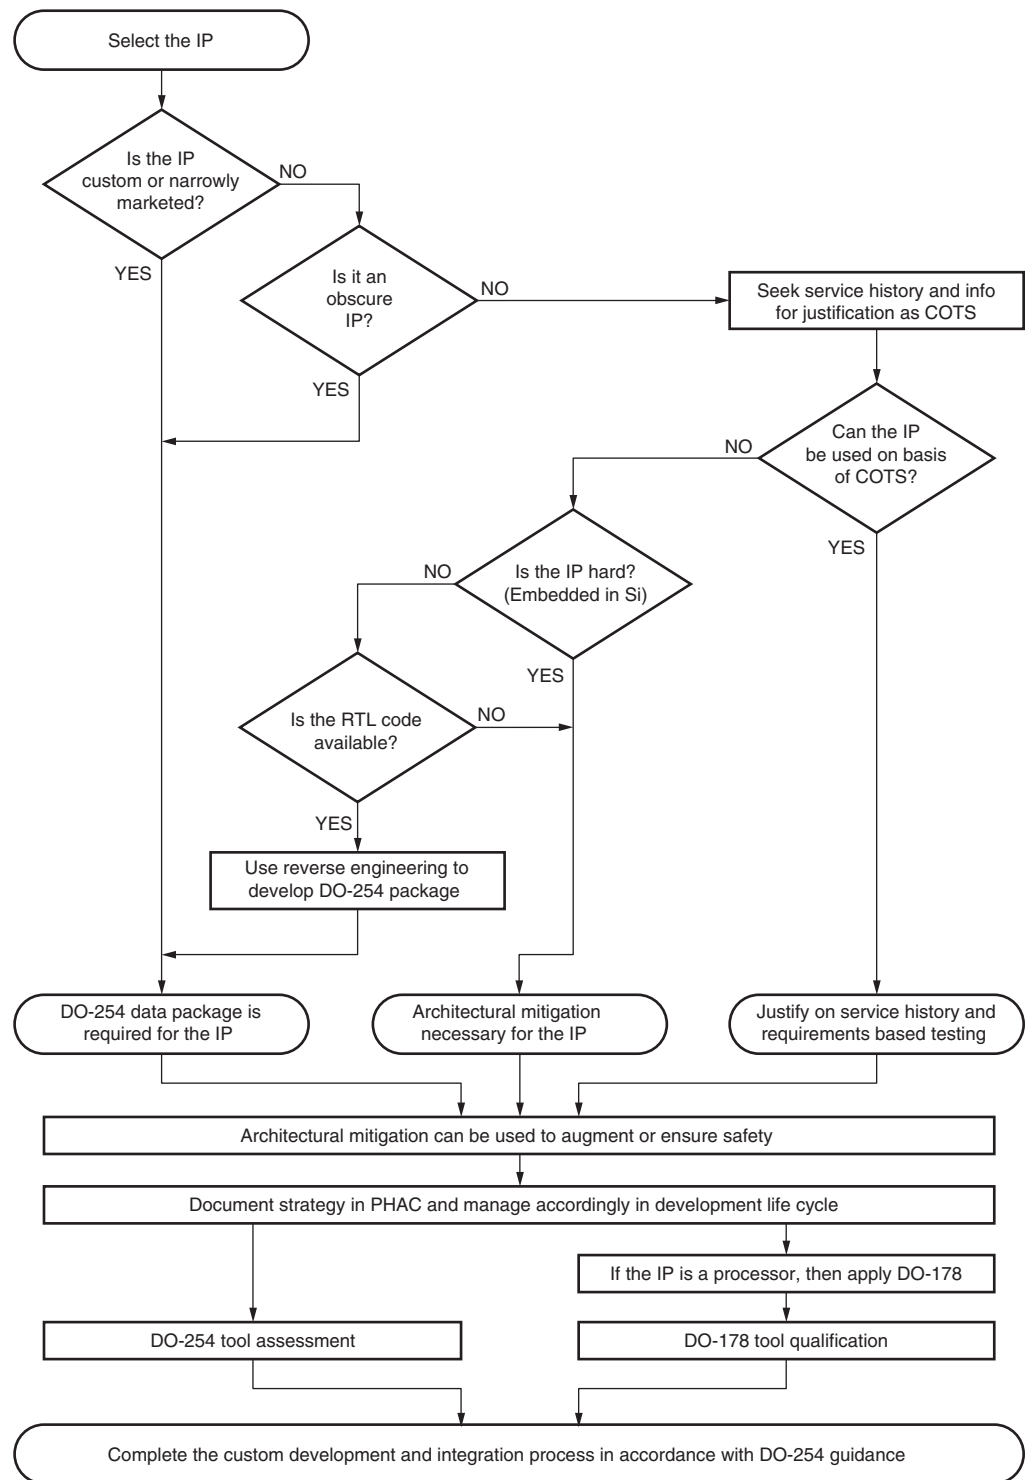 Select the IP
Is the IP
custom or narrowly
marketed?
NO
YES
Is it an
obscure
IP?
NO
YES
Seek service history and info
for justification as COTS
Can the IP
be used on basis
of COTS?
NO
YES
Is the IP hard?
(Embedded in Si)
NO
YES
Is the RTL code
available?
NO
YES
Use reverse engineering to
develop DO-254 package
DO-254 data package is
required for the IP
Architectural mitigation
necessary for the IP
Justify on service history and
requirements based testing
Architectural mitigation can be used to augment or ensure safety
Document strategy in PHAC and manage accordingly in development life cycle
If the IP is a processor, then apply DO-178
DO-254 tool assessment
DO-178 tool qualification
Complete the custom development and integration process in accordance with DO-254 guidance